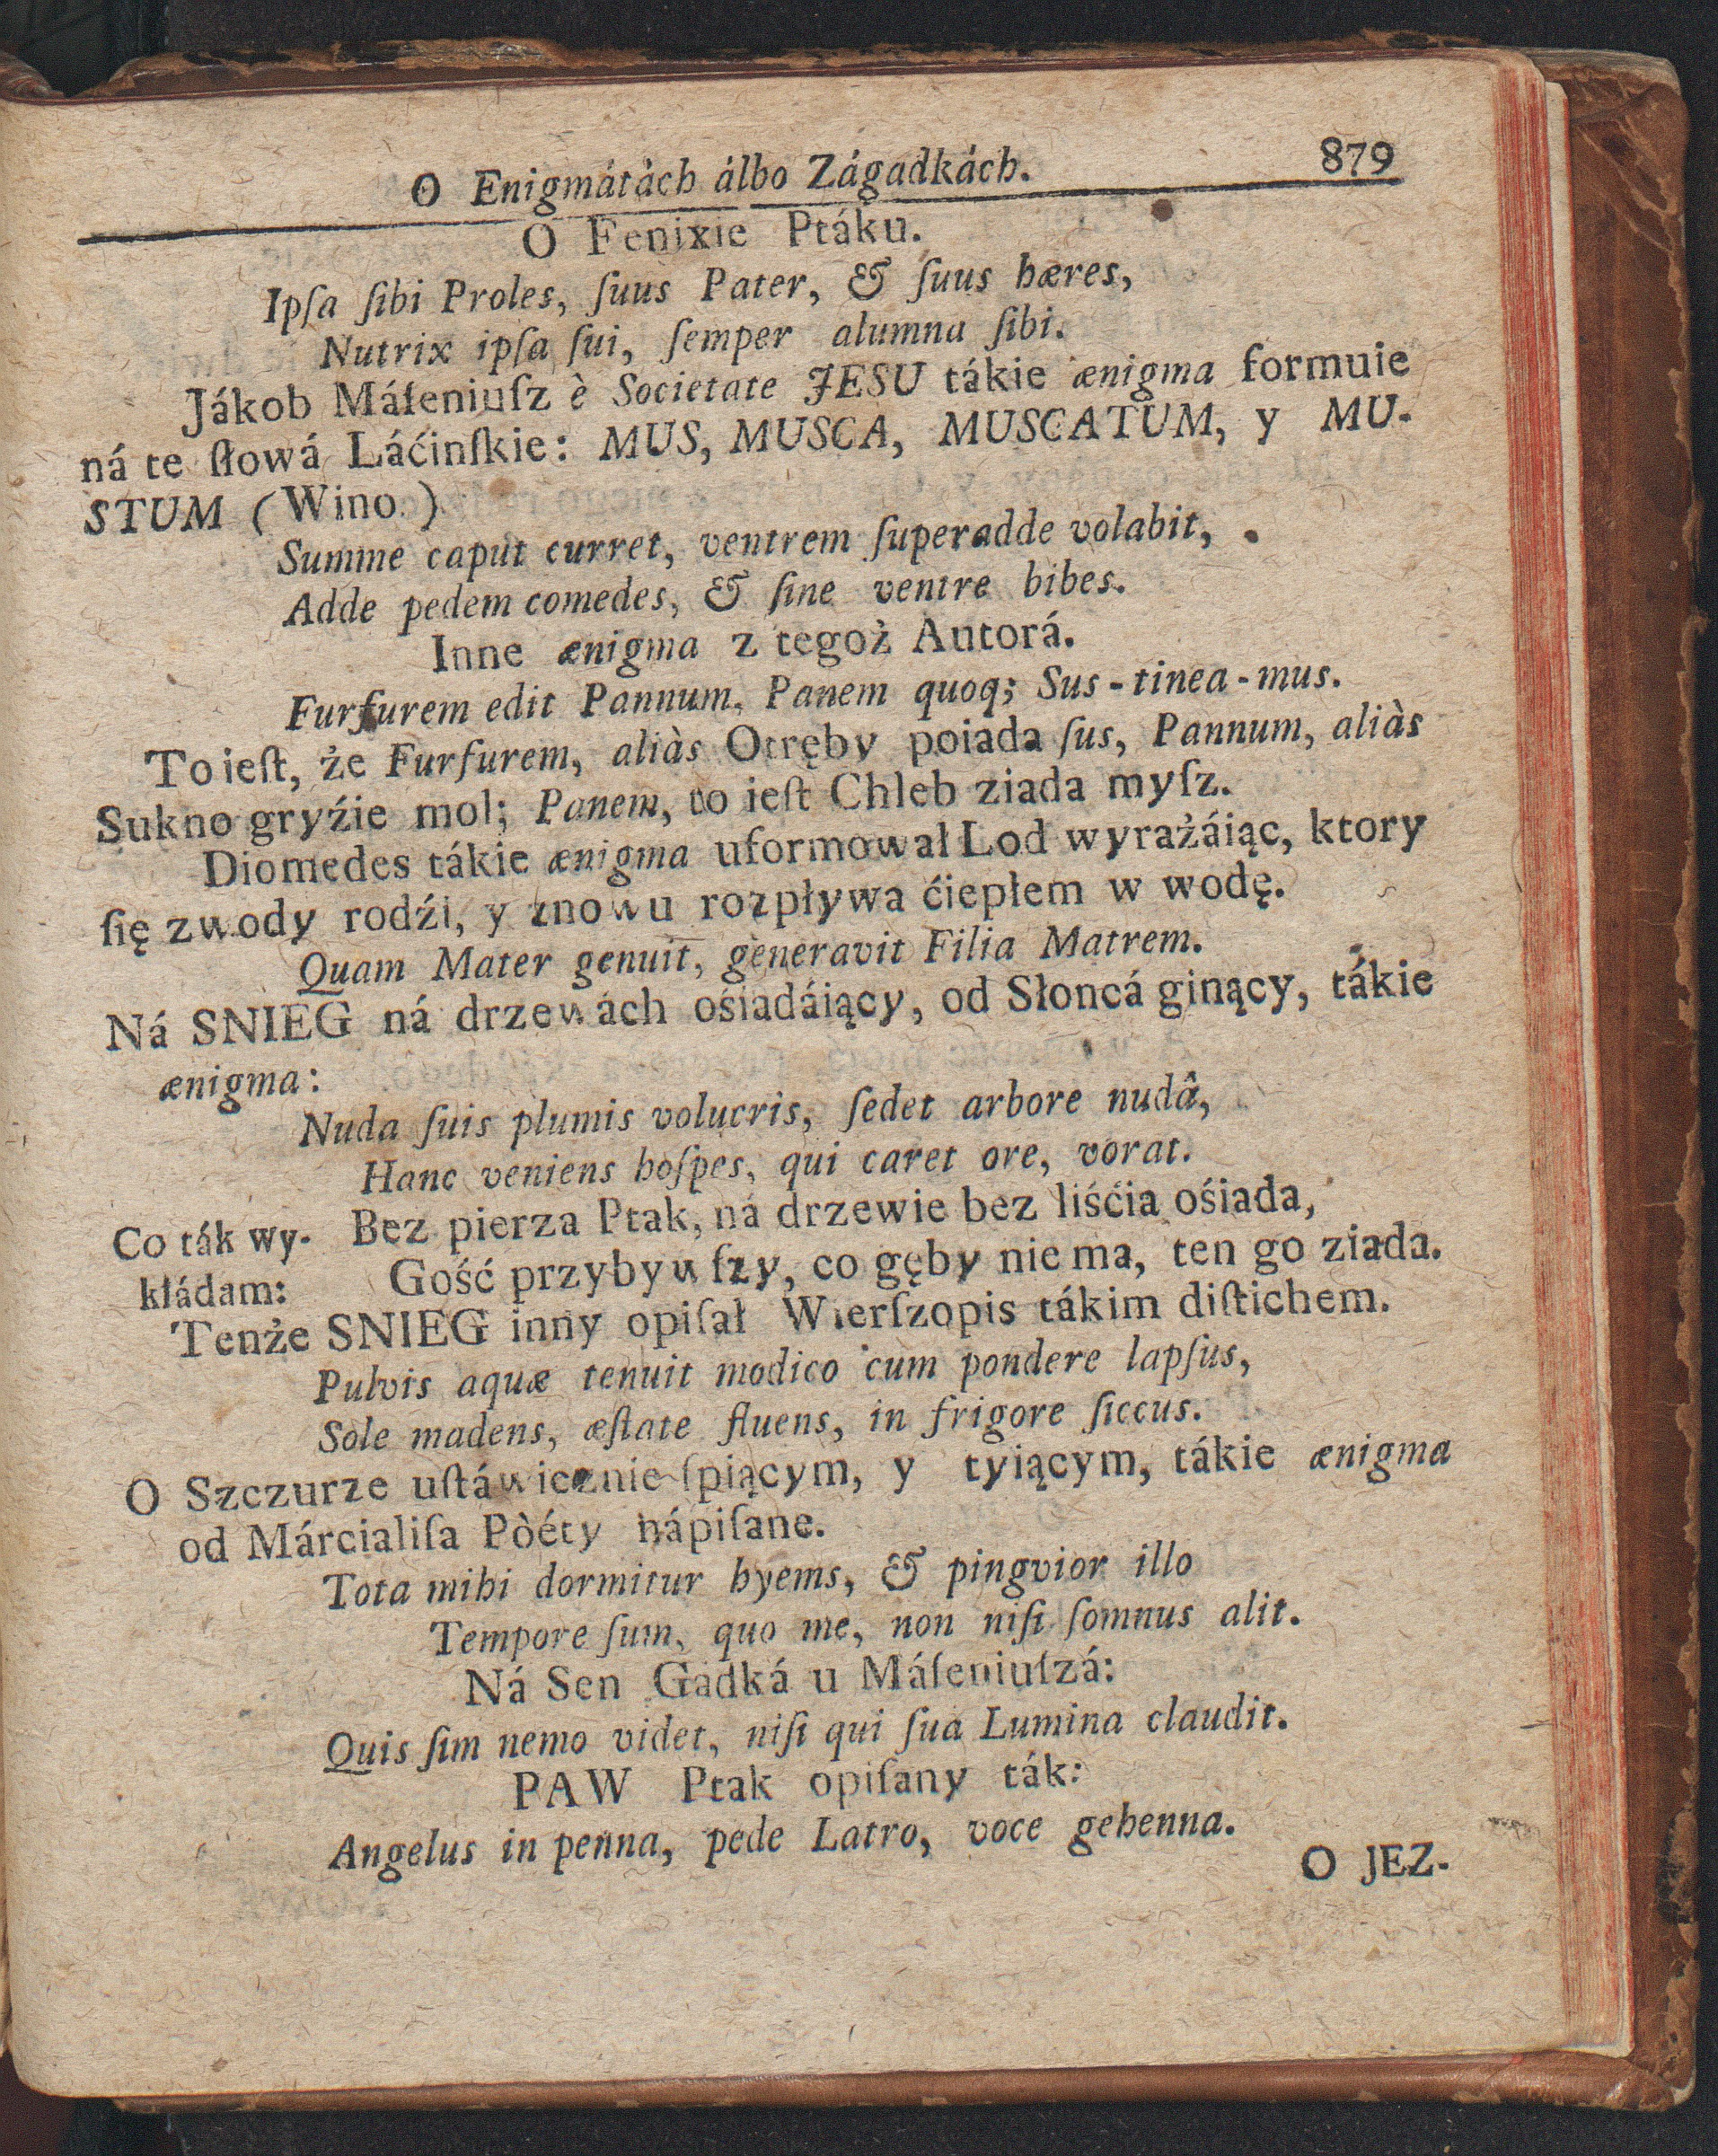 O Enigmátách álbo Zágadkách. 879
O Fenixie Ptáku.
Ipſa ſibi Proles, ſuus Pater, & ſuus hæres,
Nutrix ipſa ſui, ſemper alumna ſibi.
Jákob Máſeniuſz è Societate JESU tákie ænigma formuie
ná te ſłowá Láćinſkie: MUS, MUSCA, MUSCATUM, y MU-
STUM (Wino.)
Summe caput curret, ventrem ſuperadde volabit,
Adde pedem comedes, & ſine ventre bibes.
Inne ænigma z tegoż Autorá.
Furfurem edit Pannum, Panem quoq; Sus-tinea-mus.
To ieſt, że Furfurem, aliàs Otręby poiada ſus, Pannum, aliàs
Sukno gryźie mol; Panem, to ieſt Chleb ziada myſz.
Diomedes tákie ænigma uformował Lod wyrażáiąc, ktory
ſię z wody rodźi, y znowu rozpływa ćiepłem w wodę.
Quam Mater genuit, generavit Filia Matrem.
Ná SNIEG ná drzewách ośiadáiący, od Słoncá ginący, tákie
ænigma:
Nuda ſuis plumis volucris, ſedet arbore nudâ,
Hanc veniens hoſpes, qui caret ore, vorat.
Co ták wy- Bez pierza Ptak, ná drzewie bez liśćia ośiada,
kłádam: Gość przybywſzy, co gęby nie ma, ten go ziada.
Tenże SNIEG inny opiſał Wierſzopis tákim diſtichem.
Pulvis aquæ tenuit modico cum pondere lapſus,
Sole madens, æſtate fluens, in frigore ſiccus.
O Szczurze uſtáwicznie ſpiącym, y tyiącym, tákie ænigma
od Márcialiſa Pòéty nápiſane.
Tota mihi dormitur hyems, & pingvior illo
Tempore ſum, quo me, non niſi ſomnus alit.
Ná Sen Gadká u Máſeniuſzá:
Quis ſim nemo videt, niſi qui ſua Lumina claudit.
PAW Ptak opiſany ták:
Angelus in penna, pede Latro, voce gehenna.
O JEZ-